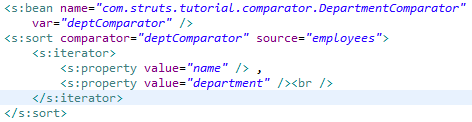 <s:bean name="com.struts.tutorial.comparator.DepartmentComparator"
var="deptComparator" />
<s:sort comparator="deptComparator" source="employees">
<s:iterator>
<s:property value="name" /> ,
<s:property value="department" /><br />
</s:iterator>
</s:sort>